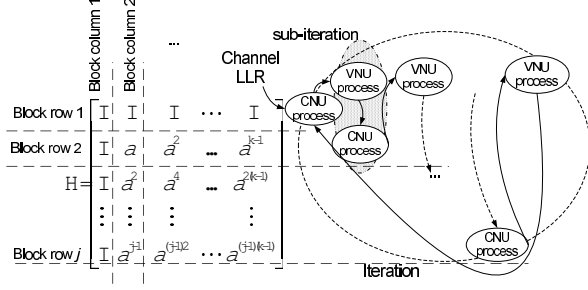 Block column 1
Block column 2
...
sub-iteration
Channel
LLR
VNU
process
VNU
process
VNU
process
CNU
process
CNU
process
Block row 1 I I I ... I
Block row 2 I a a^2 ... a^{k-1}
H= I a^2 a^4 ... a^{2(k-1)}
...
Block row j I a^{j-1} a^{(j-1)2} ... a^{(j-1)(k-1)}
CNU
process
Iteration